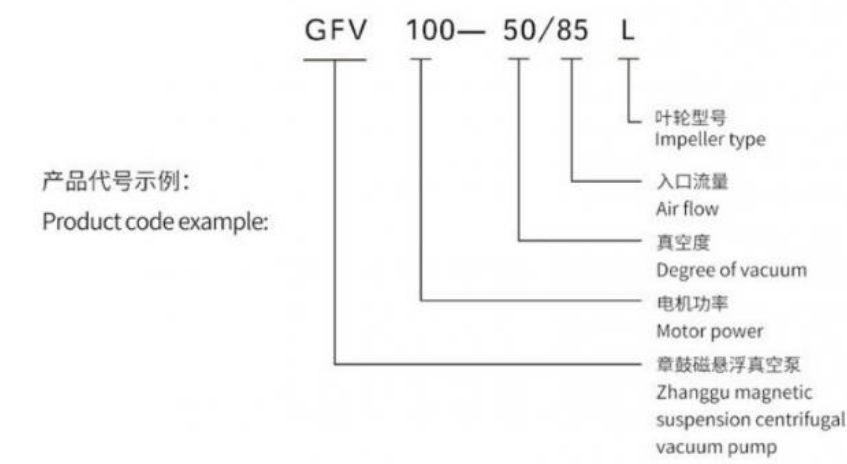 GFV 100— 50/85 L
叶轮型号
Impeller type
产品代号示例：
入口流量
Air flow
Product code example:
真空度
Degree of vacuum
电机功率
Motor power
章鼓磁悬浮真空泵
Zhanggu magnetic
suspension centrifugal
vacuum pump